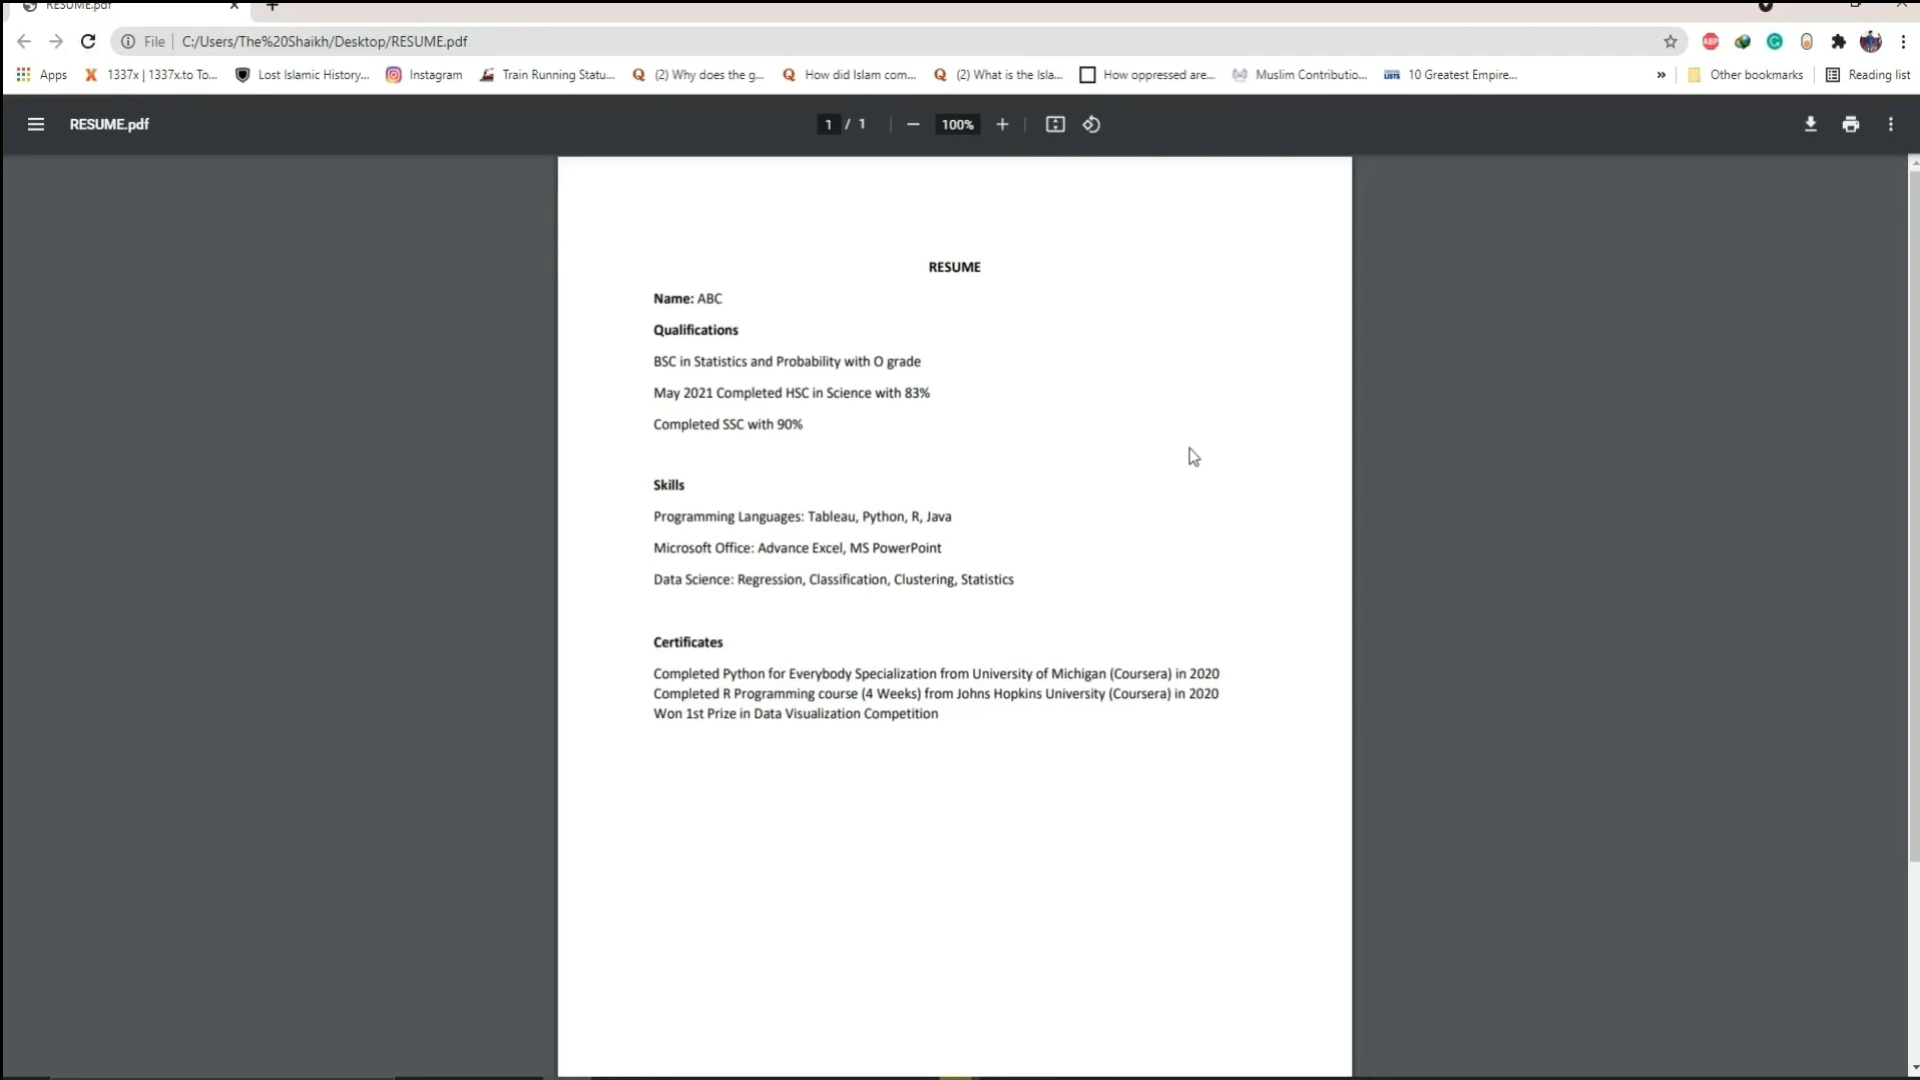 RESUME.pdf
File C:/Users/The%20Shaikh/Desktop/RESUME.pdf ABP
Apps 1337x | 1337x.to To... Lost Islamic History... Instagram Train Running Statu... (2) Why does the g... How did Islam com... (2) What is the Isla... How oppressed are... Muslim Contributio... 10 Greatest Empire... » Other bookmarks Reading list
RESUME.pdf 1 / 1 100%
RESUME
Name: ABC
Qualifications
BSC in Statistics and Probability with O grade
May 2021 Completed HSC in Science with 83%
Completed SSC with 90%
Skills
Programming Languages: Tableau, Python, R, Java
Microsoft Office: Advance Excel, MS PowerPoint
Data Science: Regression, Classification, Clustering, Statistics
Certificates
Completed Python for Everybody Specialization from University of Michigan (Coursera) in 2020
Completed R Programming course (4 Weeks) from Johns Hopkins University (Coursera) in 2020
Won 1st Prize in Data Visualization Competition